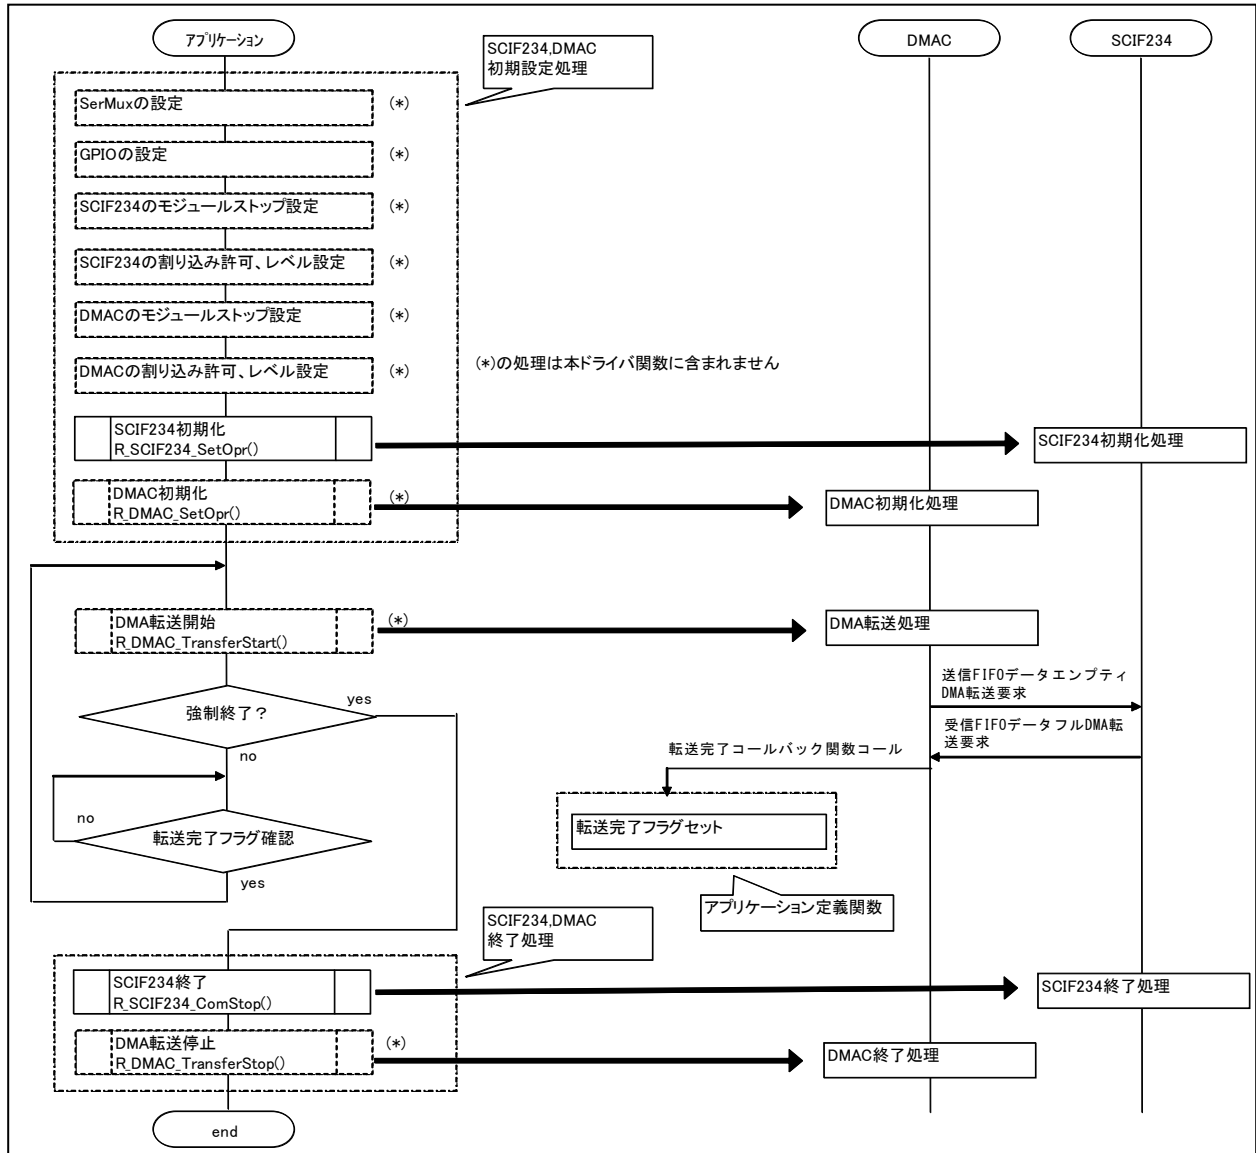 アプリケーション
DMAC
SCIF234
SCIF234,DMAC
初期設定処理
SerMuxの設定
(*)
GPIOの設定
(*)
SCIF234のモジュールストップ設定
(*)
SCIF234の割り込み許可、レベル設定
(*)
DMACのモジュールストップ設定
(*)
DMACの割り込み許可、レベル設定
(*)
(*)の処理は本ドライバ関数に含まれません
SCIF234初期化
R_SCIF234_SetOpr()
SCIF234初期化処理
DMAC初期化
R_DMAC_SetOpr()
(*)
DMAC初期化処理
DMA転送開始
R_DMAC_TransferStart()
(*)
DMA転送処理
送信FIFOデータエンプティ
DMA転送要求
強制終了？
yes
no
受信FIFOデータフルDMA転
送要求
転送完了コールバック関数コール
転送完了フラグセット
no
転送完了フラグ確認
yes
アプリケーション定義関数
SCIF234,DMAC
終了処理
SCIF234終了
R_SCIF234_ComStop()
SCIF234終了処理
DMA転送停止
R_DMAC_TransferStop()
(*)
DMAC終了処理
end